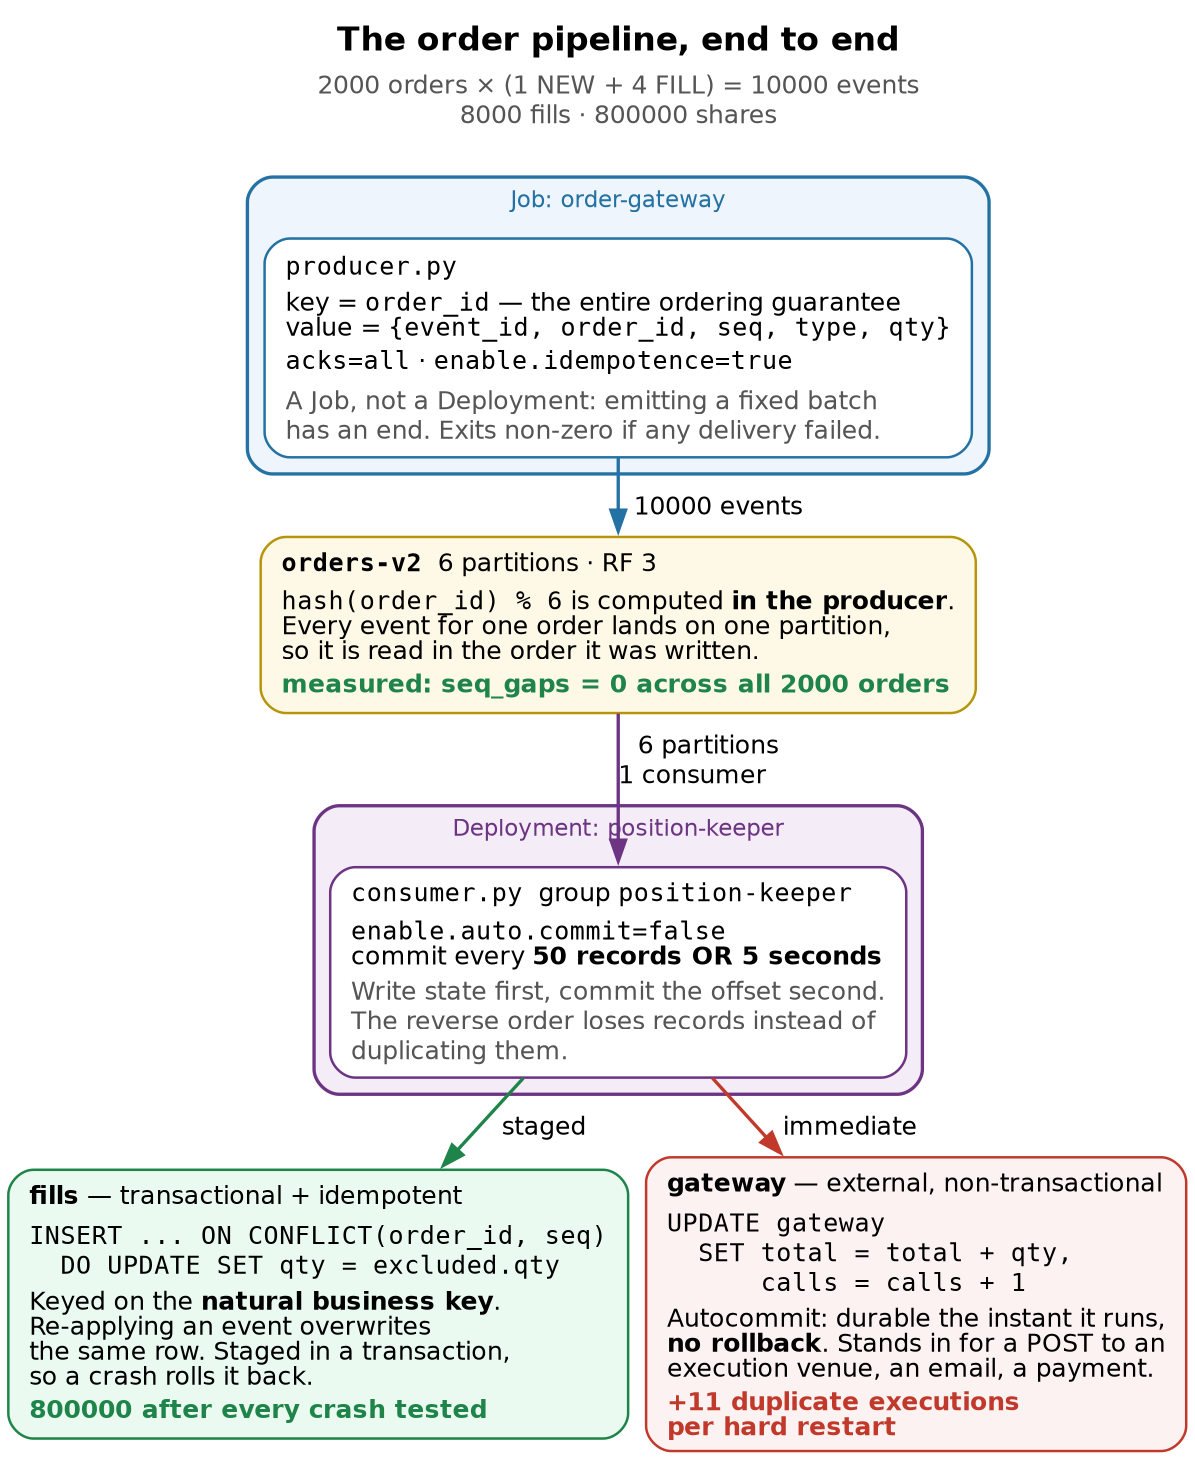 The order pipeline, end to end
2000 orders × (1 NEW + 4 FILL) = 10000 events
8000 fills · 800000 shares
Job: order-gateway
producer.py
key = order_id — the entire ordering guarantee
value = {event_id, order_id, seq, type, qty}
acks=all · enable.idempotence=true
A Job, not a Deployment: emitting a fixed batch
has an end. Exits non-zero if any delivery failed.
10000 events
orders-v2 6 partitions · RF 3
hash(order_id) % 6 is computed in the producer.
Every event for one order lands on one partition,
so it is read in the order it was written.
measured: seq_gaps = 0 across all 2000 orders
6 partitions
1 consumer
Deployment: position-keeper
consumer.py group position-keeper
enable.auto.commit=false
commit every 50 records OR 5 seconds
Write state first, commit the offset second.
The reverse order loses records instead of
duplicating them.
staged
immediate
fills — transactional + idempotent
INSERT ... ON CONFLICT(order_id, seq)
DO UPDATE SET qty = excluded.qty
Keyed on the natural business key.
Re-applying an event overwrites
the same row. Staged in a transaction,
so a crash rolls it back.
800000 after every crash tested
gateway — external, non-transactional
UPDATE gateway
SET total = total + qty,
calls = calls + 1
Autocommit: durable the instant it runs,
no rollback. Stands in for a POST to an
execution venue, an email, a payment.
+11 duplicate executions
per hard restart